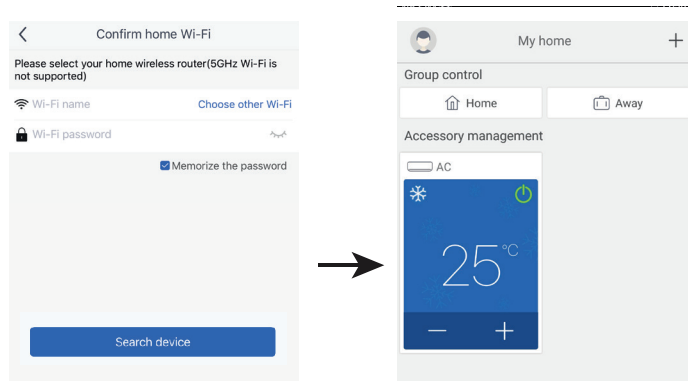 Confirm home Wi-Fi
Please select your home wireless router(5GHz Wi-Fi is
not supported)
Wi-Fi name
Choose other Wi-Fi
Wi-Fi password
Memorize the password
Search device
My home
Group control
Home
Away
Accessory management
AC
25°C